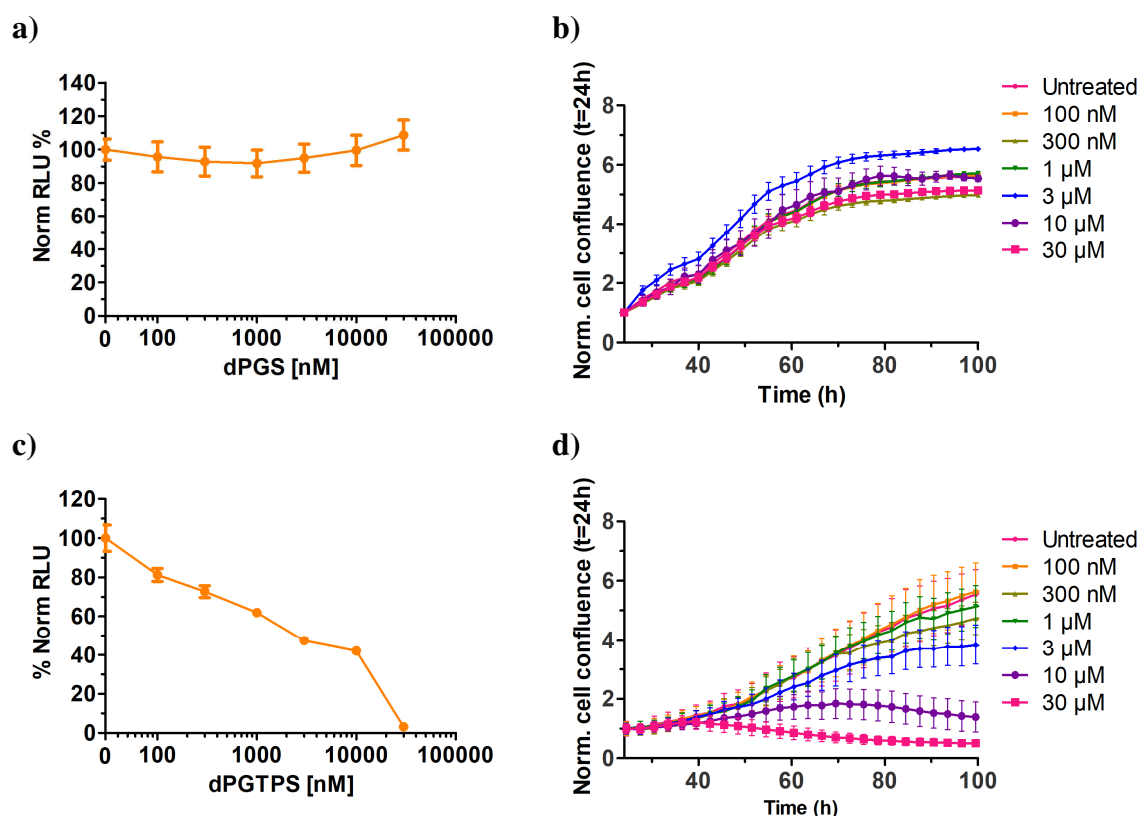 a)
140
120
100
80
60
40
20
0
Norm RLU %
0 100 1000 10000 100000
dPGS [nM]
b)
8
6
4
2
0
Norm. cell confluence (t=24h)
40 60 80 100
Time (h)
Untreated
100 nM
300 nM
1 µM
3 µM
10 µM
30 µM
c)
120
100
80
60
40
20
0
% Norm RLU
0 100 1000 10000 100000
dPGTPS [nM]
d)
8
6
4
2
0
Norm. cell confluence (t=24h)
40 60 80 100
Time (h)
Untreated
100 nM
300 nM
1 µM
3 µM
10 µM
30 µM